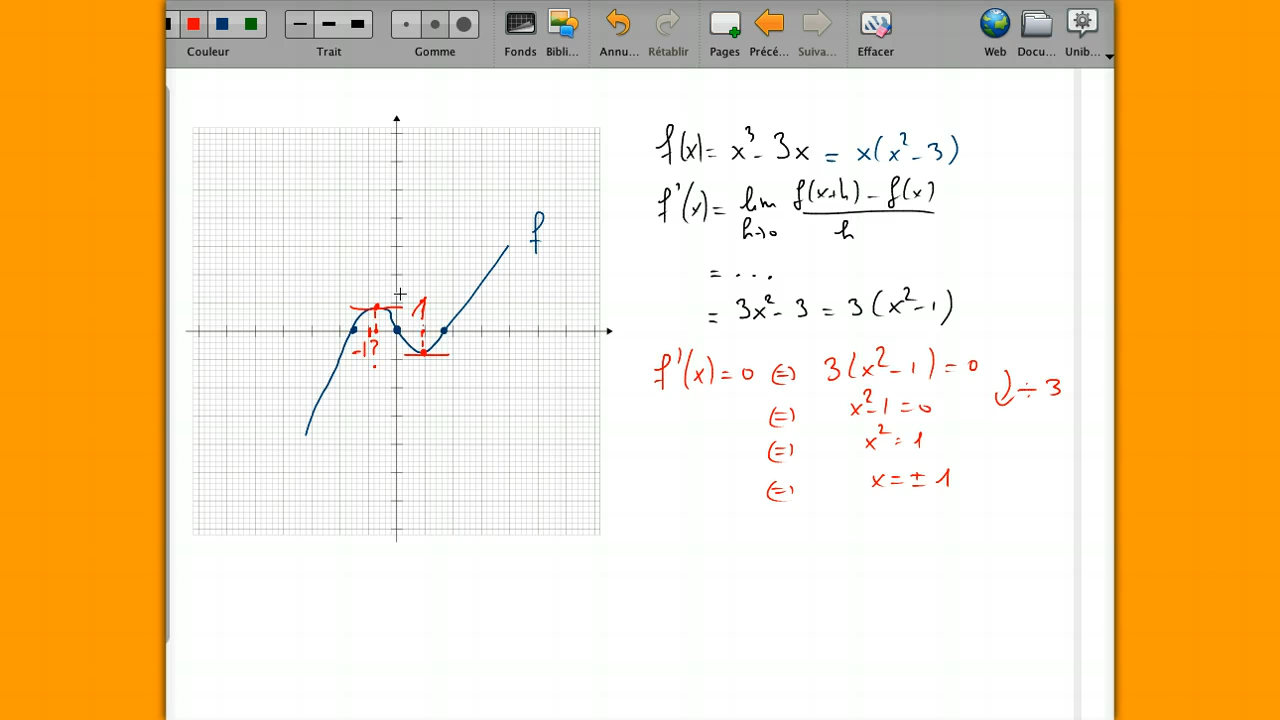 Couleur Trait Gomme Fonds Bibli... Annu... Rétablir Pages Précé... Suiva... Effacer Web Docu... Unib...
f(x) = x³ - 3x = x(x² - 3)
f'(x) = lim f(x+h) - f(x)
h→0 h
= ...
= 3x² - 3 = 3(x² - 1)
f
1
-1?
f'(x) = 0 (=) 3(x² - 1) = 0
÷ 3
(=) x² - 1 = 0
(=) x² = 1
(=) x = ± 1